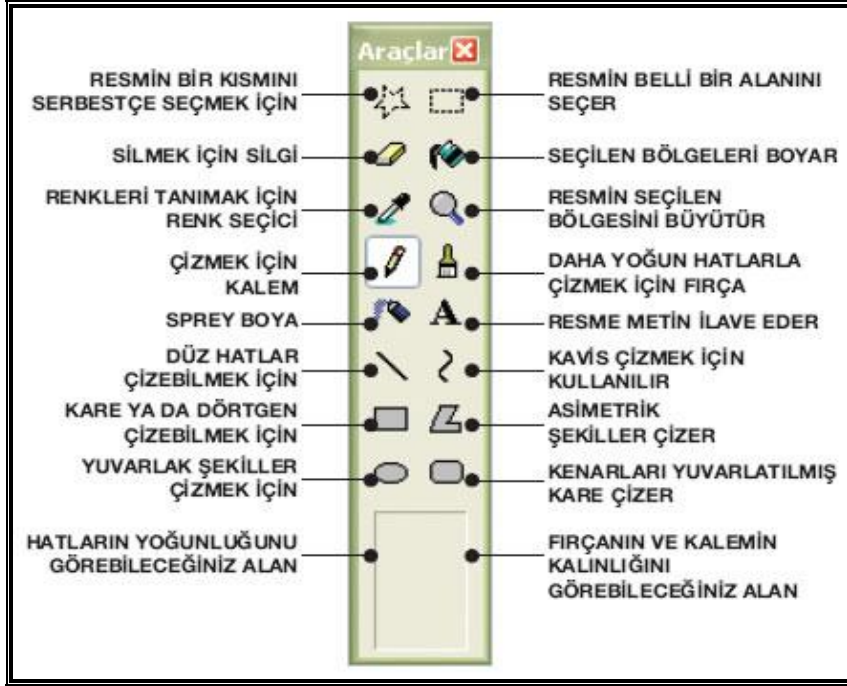 Araçlar
RESMİN BİR KISMINI
SERBESTÇE SEÇMEK İÇİN
RESMİN BELLİ BİR ALANINI
SEÇER
SİLMEK İÇİN SİLGİ
SEÇİLEN BÖLGELERİ BOYAR
RENKLERİ TANIMAK İÇİN
RENK SEÇİCİ
RESMİN SEÇİLEN
BÖLGESİNİ BÜYÜTÜR
ÇİZMEK İÇİN
KALEM
DAHA YOĞUN HATLARLA
ÇİZMEK İÇİN FIRÇA
SPREY BOYA
A
RESME METİN İLAVE EDER
DÜZ HATLAR
ÇİZEBİLMEK İÇİN
KAVİS ÇİZMEK İÇİN
KULLANILIR
KARE YA DA DÖRTGEN
ÇİZEBİLMEK İÇİN
ASİMETRİK
ŞEKİLLER ÇİZER
YUVARLAK ŞEKİLLER
ÇİZMEK İÇİN
KENARLARI YUVARLATILMIŞ
KARE ÇİZER
HATLARIN YOĞUNLUĞUNU
GÖREBİLECEĞİNİZ ALAN
FIRÇANIN VE KALEMİN
KALINLIĞINI
GÖREBİLECEĞİNİZ ALAN